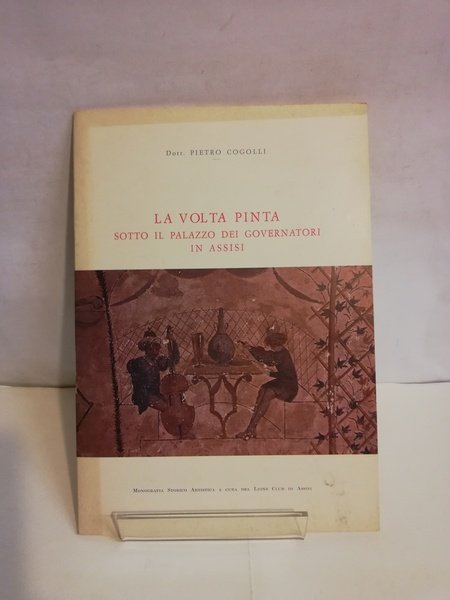 Dott. PIETRO COGOLLI
LA VOLTA PINTA
SOTTO IL PALAZZO DEI GOVERNATORI
IN ASSISI
Monografia Storico Artistica a cura del Lions Club di Assisi